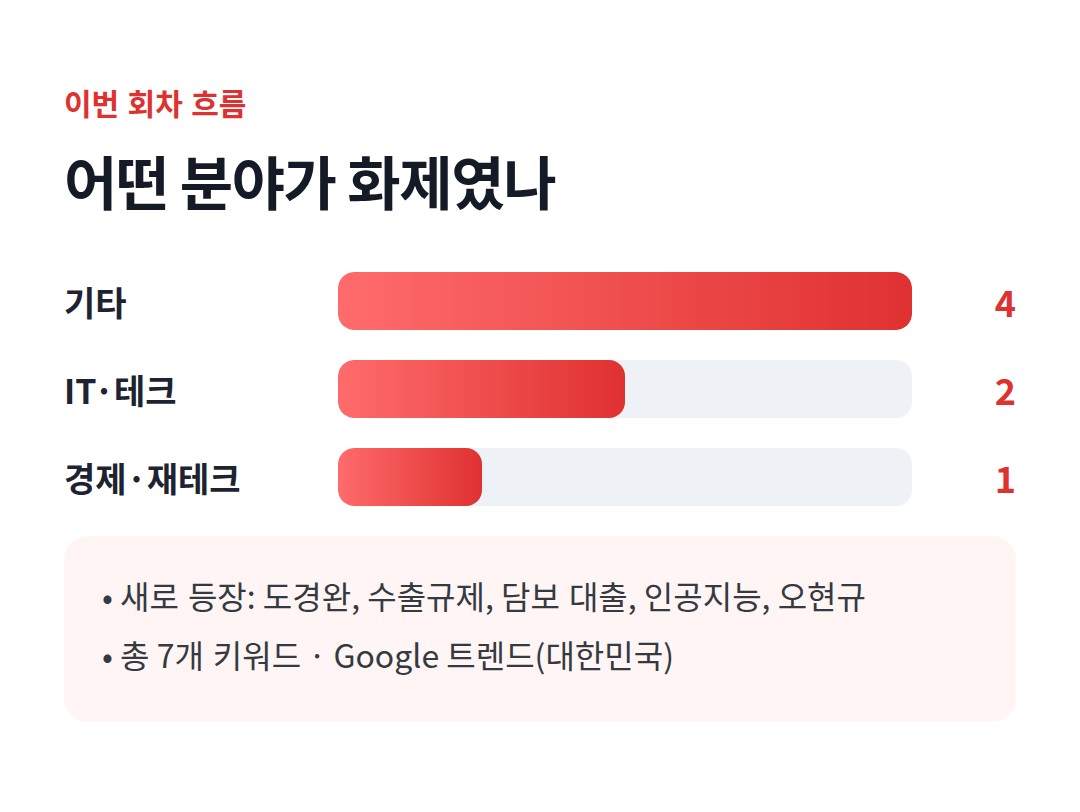 이번 회차 흐름
어떤 분야가 화제였나
기타 4
IT·테크 2
경제·재테크 1
• 새로 등장: 도경완, 수출규제, 담보 대출, 인공지능, 오현규
• 총 7개 키워드 · Google 트렌드(대한민국)